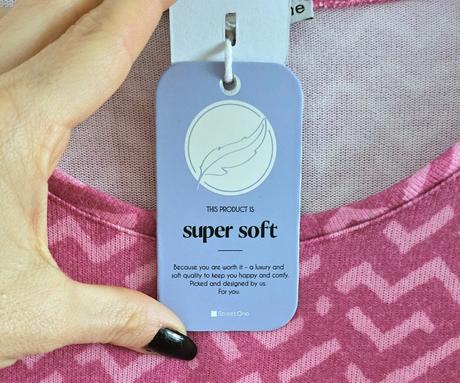 ne
THIS PRODUCT IS
super soft
Because you are worth it - a luxury and
soft quality to keep you happy and comfy.
Picked and designed by us.
For you.
Street One